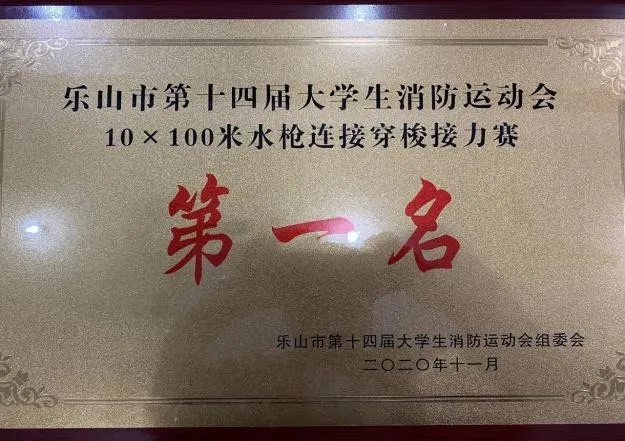 乐山市第十四届大学生消防运动会
10×100米水枪连接穿梭接力赛
第一名
乐山市第十四届大学生消防运动会组委会
二〇二〇年十一月